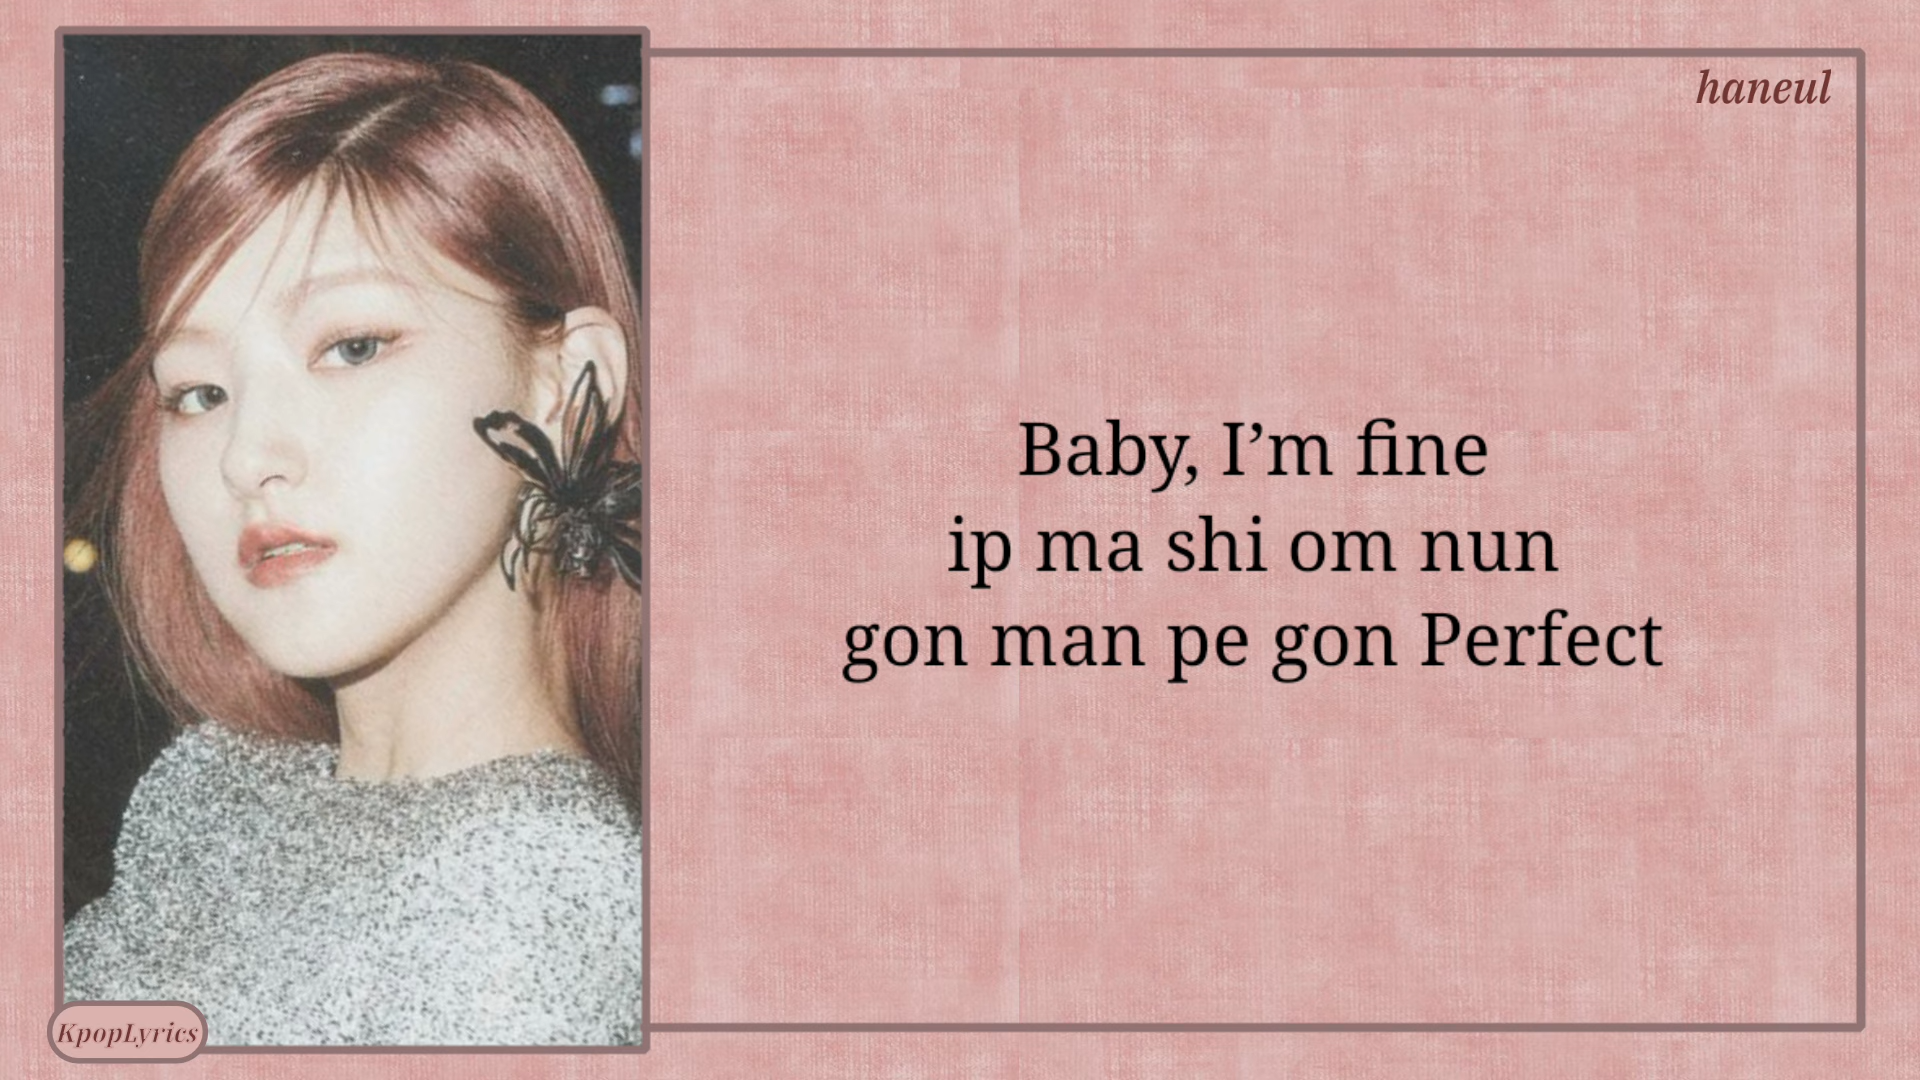 haneul
Baby, I’m fine
ip ma shi om nun
gon man pe gon Perfect
KpopLyrics